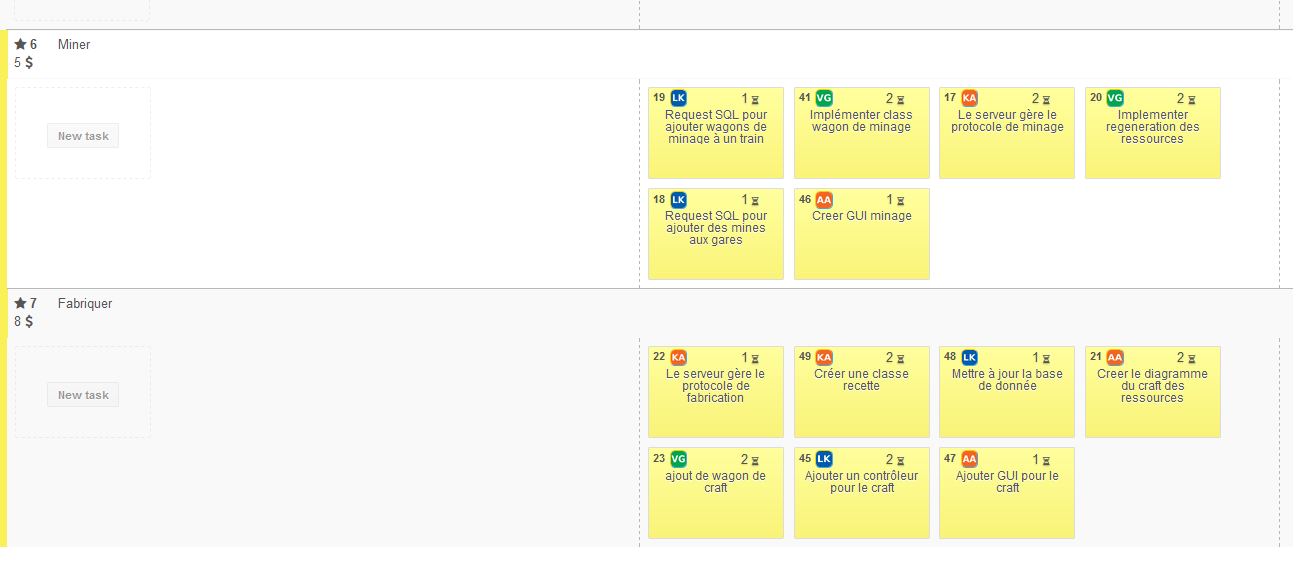 6 Miner
5 $
New task
19 LK 1
Request SQL pour
ajouter wagons de
minage à un train
41 VG 2
Implémenter class
wagon de minage
17 KA 2
Le serveur gère le
protocole de minage
20 VG 2
Implementer
regeneration des
ressources
18 LK 1
Request SQL pour
ajouter des mines
aux gares
46 AA 1
Creer GUI minage
7 Fabriquer
8 $
New task
22 KA 1
Le serveur gère le
protocole de
fabrication
49 KA 2
Créer une classe
recette
48 LK 1
Mettre à jour la base
de donnée
21 AA 2
Creer le diagramme
du craft des
ressources
23 VG 2
ajout de wagon de
craft
45 LK 2
Ajouter un contrôleur
pour le craft
47 AA 1
Ajouter GUI pour le
craft